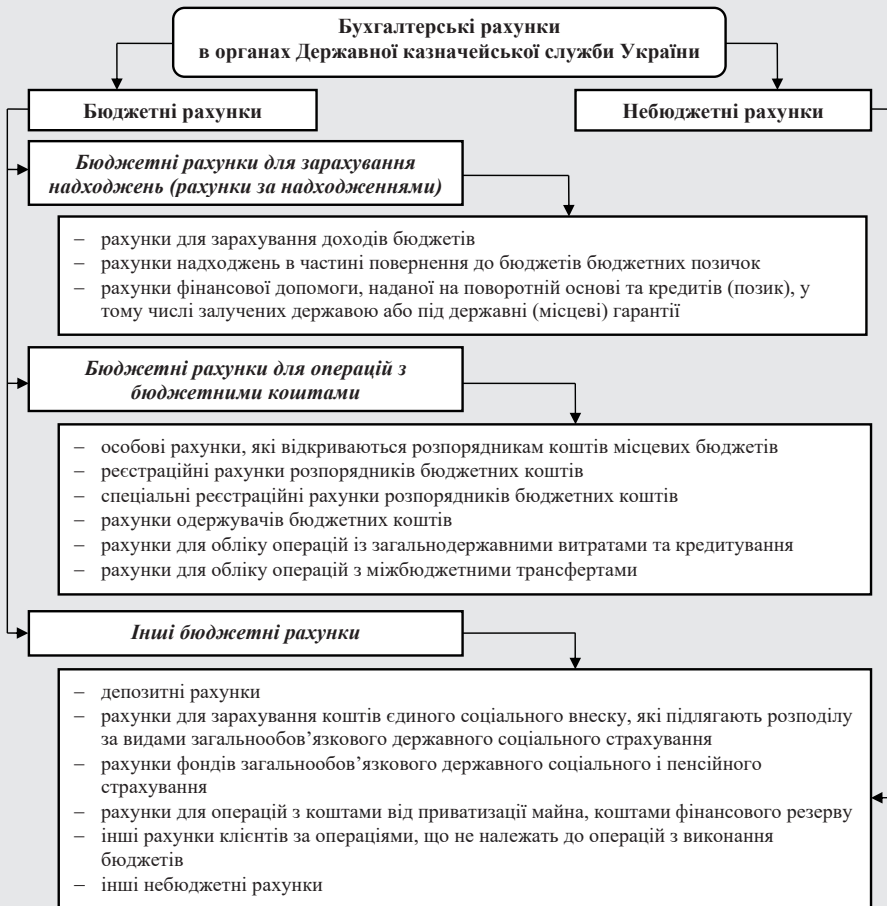 Бухгалтерські рахунки
в органах Державної казначейської служби України
Бюджетні рахунки
Небюджетні рахунки
Бюджетні рахунки для зарахування
надходжень (рахунки за надходженнями)
– рахунки для зарахування доходів бюджетів
– рахунки надходжень в частині повернення до бюджетів бюджетних позичок
– рахунки фінансової допомоги, наданої на поворотній основі та кредитів (позик), у
тому числі залучених державою або під державні (місцеві) гарантії
Бюджетні рахунки для операцій з
бюджетними коштами
– особові рахунки, які відкриваються розпорядникам коштів місцевих бюджетів
– реєстраційні рахунки розпорядників бюджетних коштів
– спеціальні реєстраційні рахунки розпорядників бюджетних коштів
– рахунки одержувачів бюджетних коштів
– рахунки для обліку операцій із загальнодержавними витратами та кредитування
– рахунки для обліку операцій з міжбюджетними трансфертами
Інші бюджетні рахунки
– депозитні рахунки
– рахунки для зарахування коштів єдиного соціального внеску, які підлягають розподілу
за видами загальнообов’язкового державного соціального страхування
– рахунки фондів загальнообов’язкового державного соціального і пенсійного
страхування
– рахунки для операцій з коштами від приватизації майна, коштами фінансового резерву
– інші рахунки клієнтів за операціями, що не належать до операцій з виконання
бюджетів
– інші небюджетні рахунки